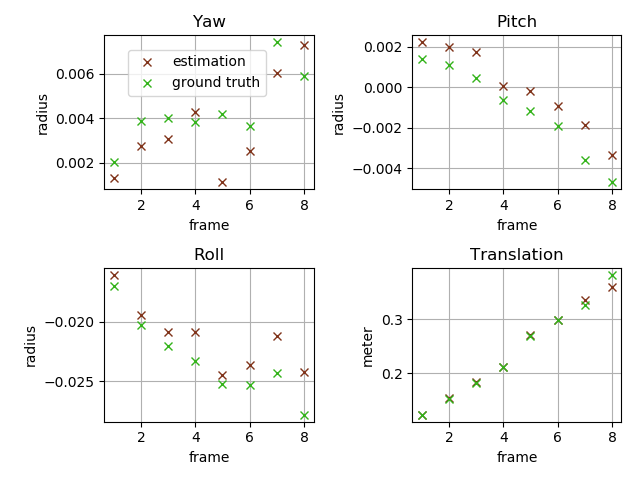 Yaw
radius
0.006
0.004
0.002
estimation
ground truth
2 4 6 8
frame
Pitch
radius
0.002
0.000
−0.002
−0.004
2 4 6 8
frame
Roll
radius
−0.020
−0.025
2 4 6 8
frame
Translation
meter
0.3
0.2
2 4 6 8
frame